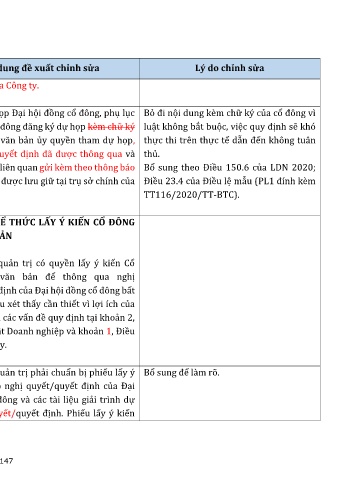 dung đề xuất chỉnh sửa
Lý do chỉnh sửa
a Công ty.
ọp Đại hội đồng cổ đông, phụ lục
đông đăng ký dự họp kèm chữ ký
văn bản ủy quyền tham dự họp,
uyết định đã được thông qua và
liên quan gửi kèm theo thông báo
được lưu giữ tại trụ sở chính của
Bỏ đi nội dung kèm chữ ký của cổ đông vì
luật không bắt buộc, việc quy định sẽ khó
thực thi trên thực tế dẫn đến không tuân
thủ.
Bổ sung theo Điều 150.6 của LDN 2020;
Điều 23.4 của Điều lệ mẫu (PL1 đính kèm
TT116/2020/TT-BTC).
Ể THỨC LẤY Ý KIẾN CỔ ĐÔNG
ẢN
quản trị có quyền lấy ý kiến Cổ
văn bản để thông qua nghị
định của Đại hội đồng cổ đông bất
u xét thấy cần thiết vì lợi ích của
các vấn đề quy định tại khoản 2,
t Doanh nghiệp và khoản 1, Điều
y.
uản trị phải chuẩn bị phiếu lấy ý
nghị quyết/quyết định của Đại
đông và các tài liệu giải trình dự
yết/quyết định. Phiếu lấy ý kiến
Bổ sung để làm rõ.
147